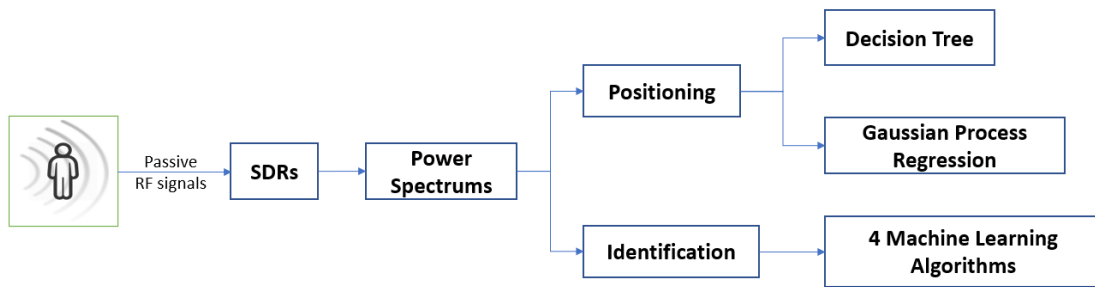 Passive
RF signals
SDRs
Power
Spectrums
Positioning
Identification
Decision Tree
Gaussian Process
Regression
4 Machine Learning
Algorithms